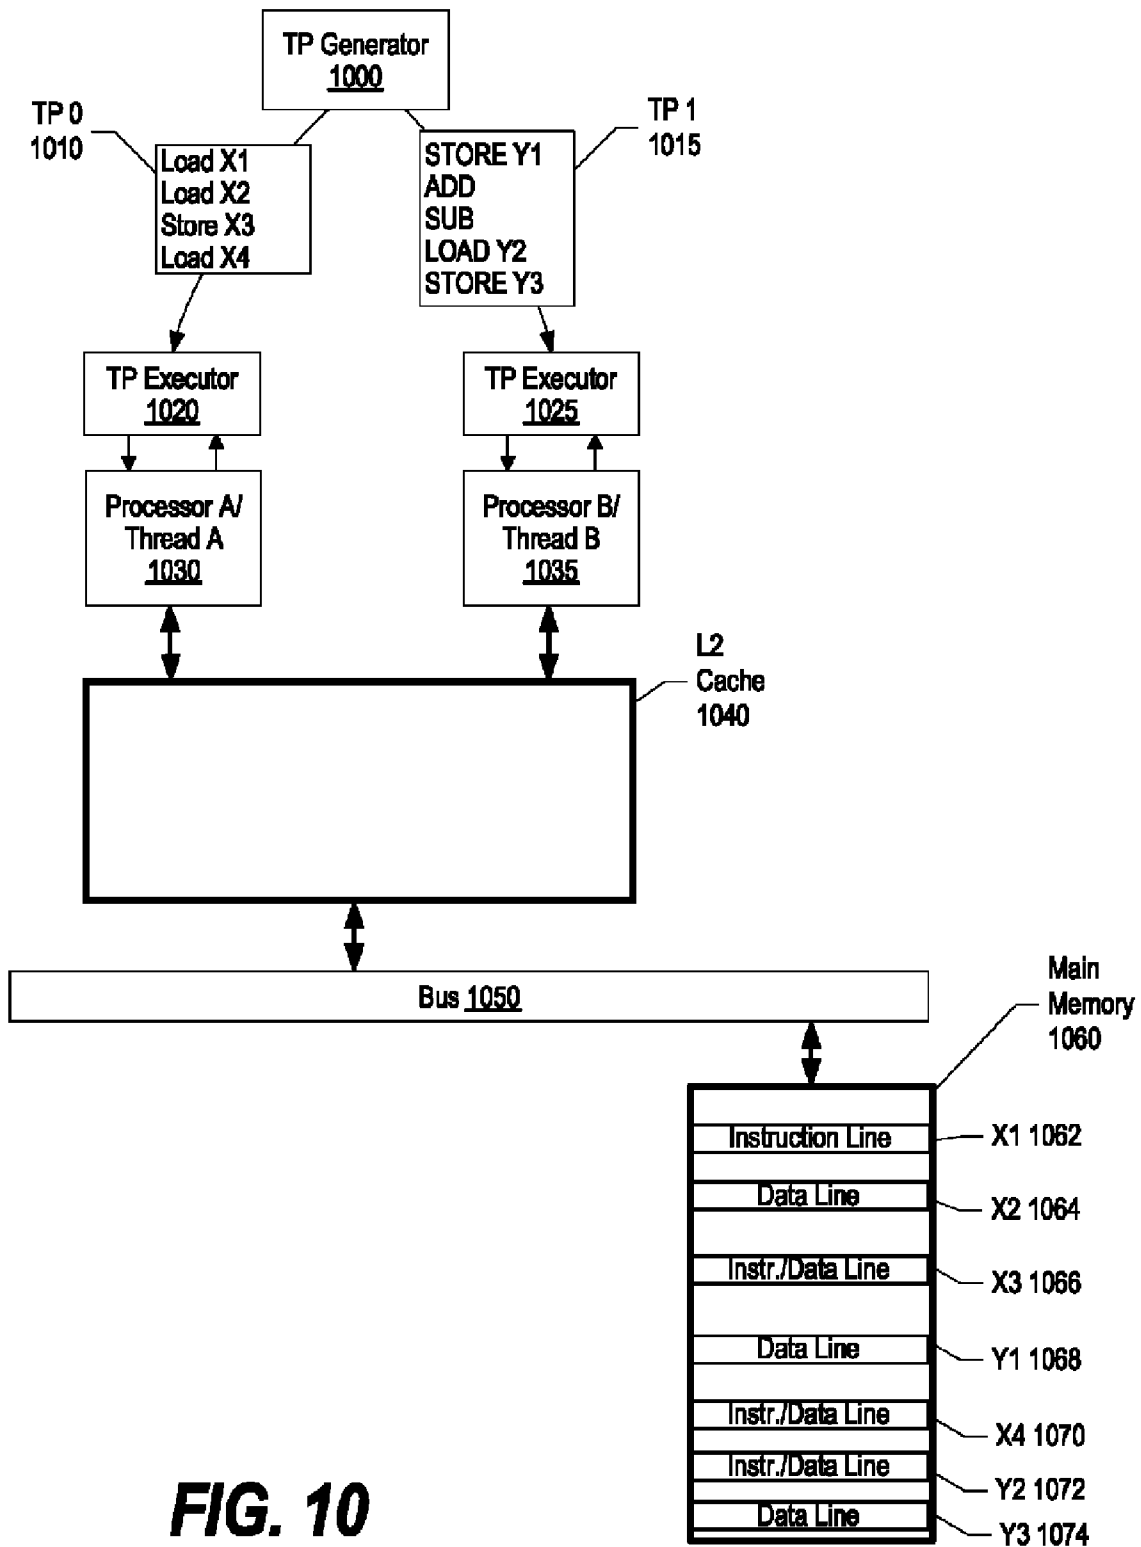 TP Generator
1000
TP 0
1010
TP 1
1015
Load X1
Load X2
Store X3
Load X4
STORE Y1
ADD
SUB
LOAD Y2
STORE Y3
TP Executor
1020
TP Executor
1025
Processor A/
Thread A
1030
Processor B/
Thread B
1035
L2
Cache
1040
Bus 1050
Main
Memory
1060
Instruction Line
X1 1062
Data Line
X2 1064
Instr./Data Line
X3 1066
Data Line
Y1 1068
Instr./Data Line
X4 1070
Instr./Data Line
Y2 1072
Data Line
Y3 1074
FIG. 10